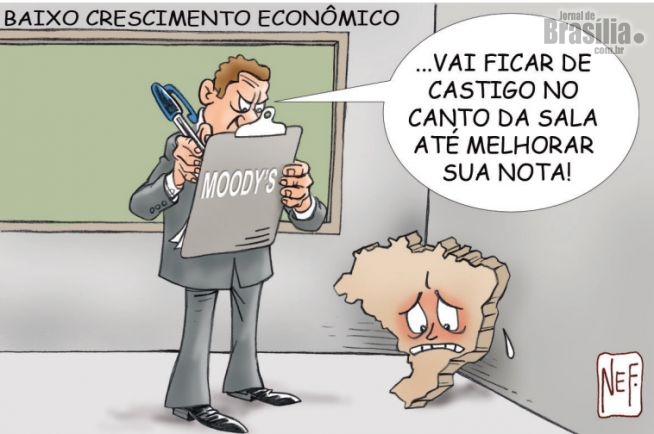 BAIXO CRESCIMENTO ECONÔMICO
Jornal de
Brasília.
com.br
...VAI FICAR DE
CASTIGO NO
CANTO DA SALA
ATÉ MELHORAR
SUA NOTA!
MOODY'S
NEF.